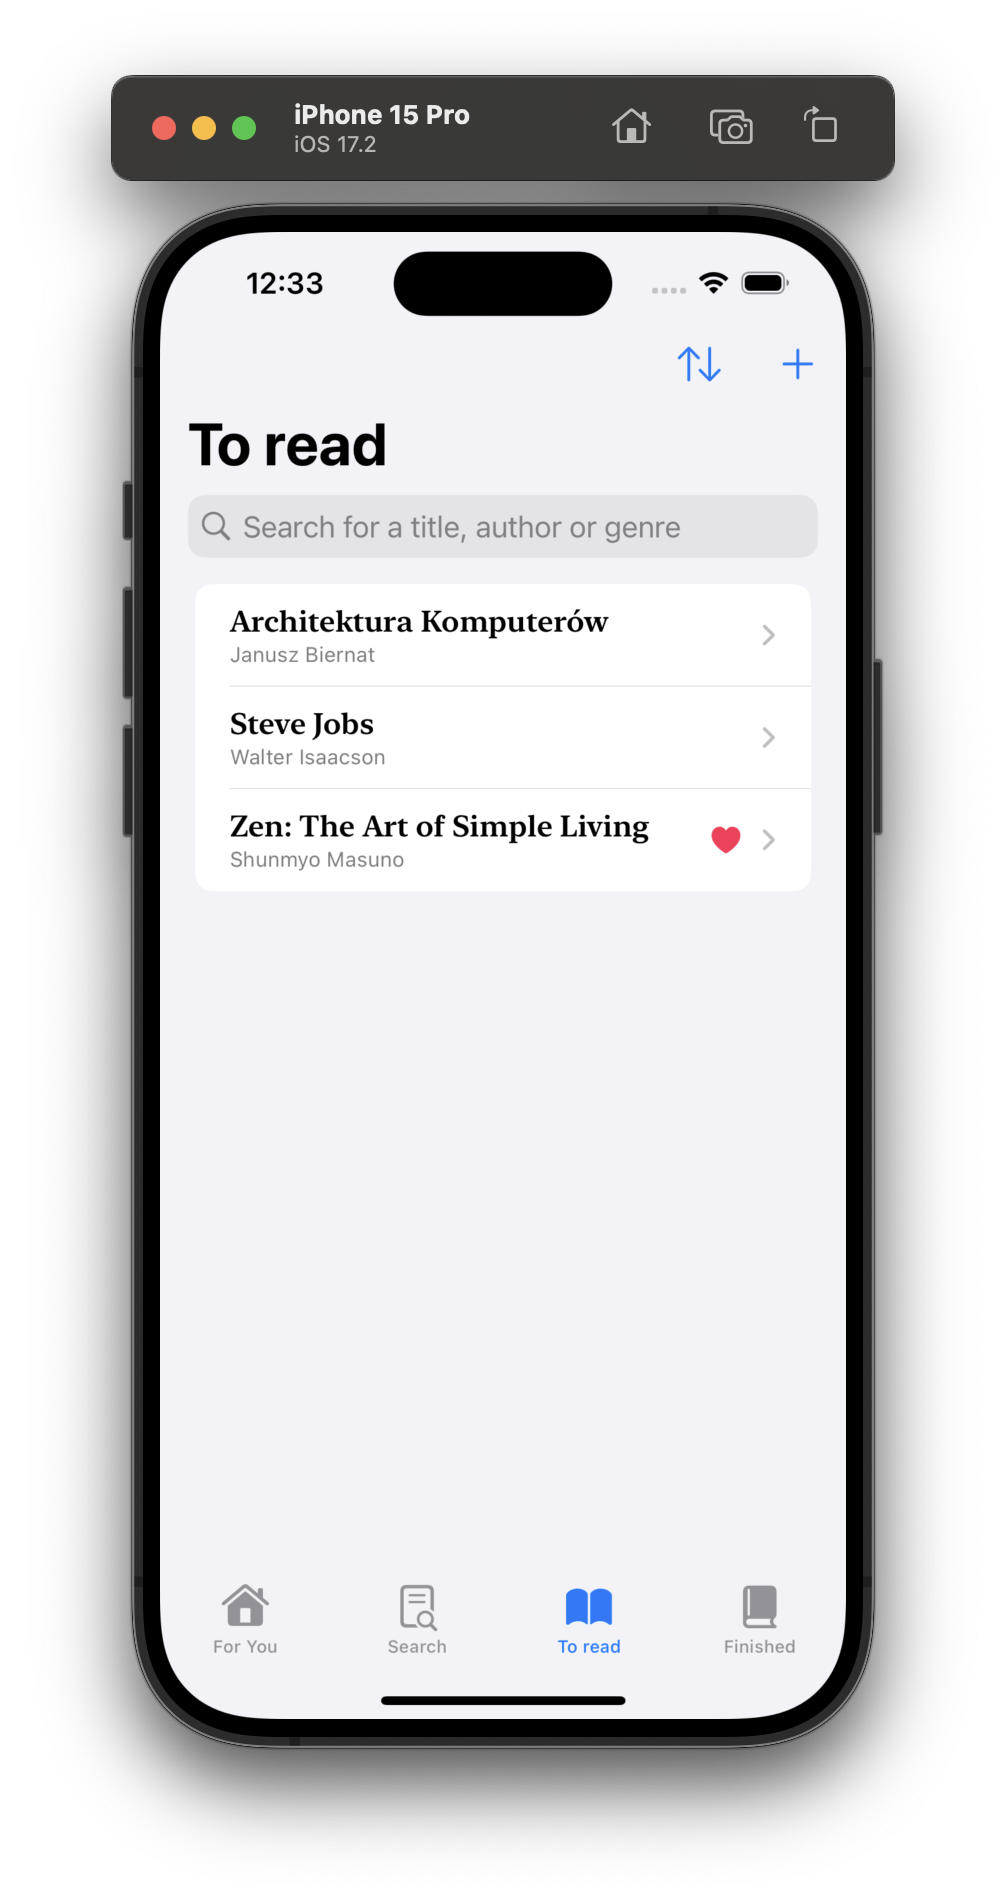 iPhone 15 Pro
iOS 17.2
12:33
To read
Search for a title, author or genre
Architektura Komputerów
Janusz Biernat
Steve Jobs
Walter Isaacson
Zen: The Art of Simple Living
Shunmyo Masuno
For You
Search
To read
Finished